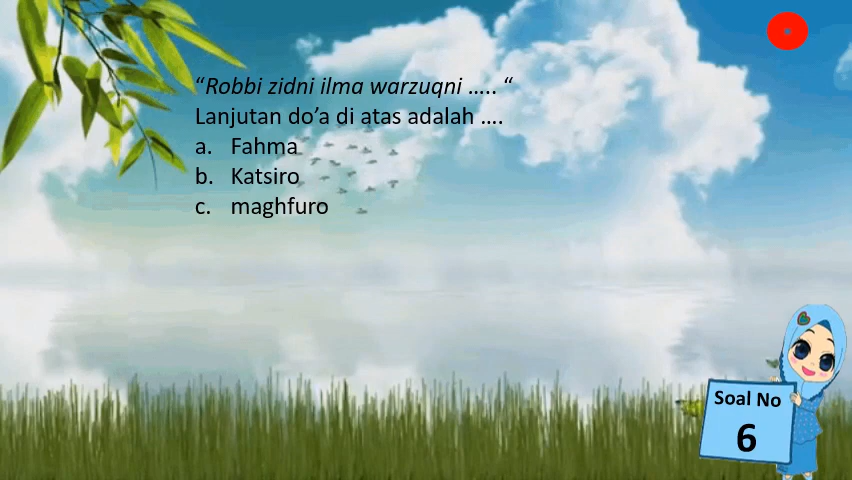 “Robbi zidni ilma warzuqni ….. “
Lanjutan do’a di atas adalah ….
a. Fahma
b. Katsiro
c. maghfuro
Soal No
6